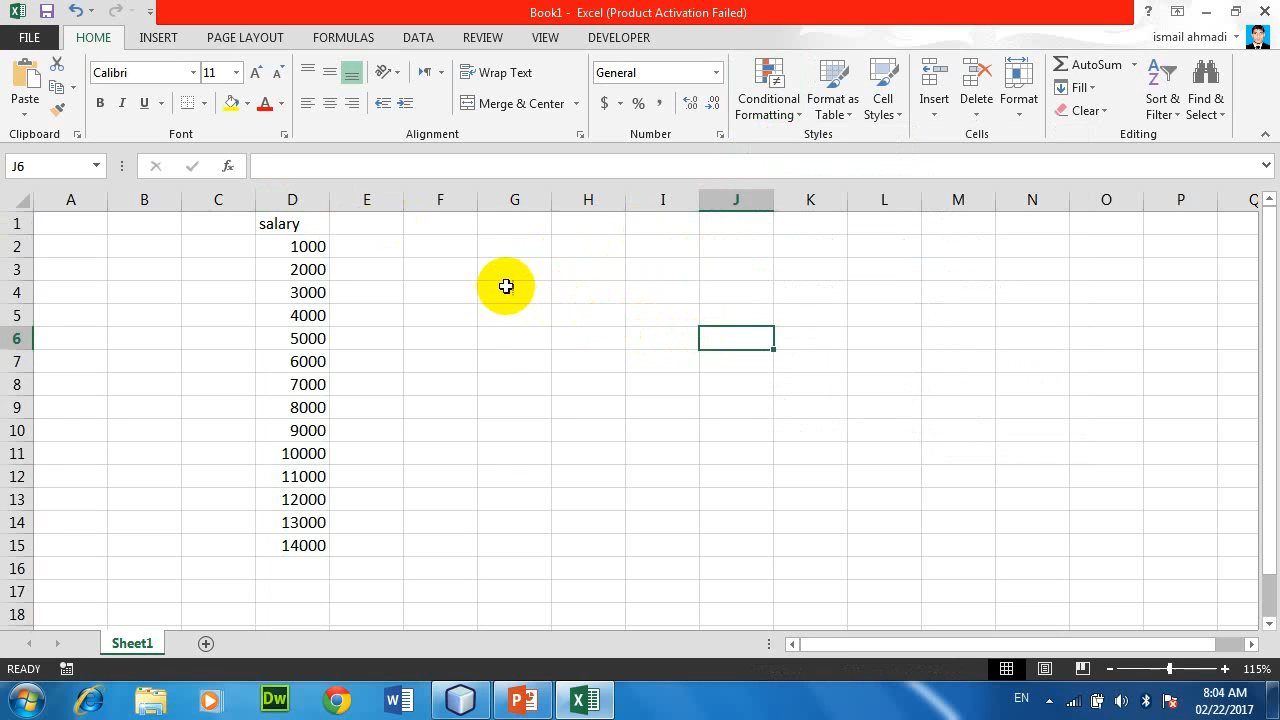 Book1 - Excel (Product Activation Failed)
FILE HOME INSERT PAGE LAYOUT FORMULAS DATA REVIEW VIEW DEVELOPER ismail ahmadi
Paste
Clipboard
Calibri 11
B I U A
Font
Wrap Text
Merge & Center
Alignment
General
$ % ,
Number
Conditional Formatting
Format as Table
Cell Styles
Styles
Insert Delete Format
Cells
AutoSum
Fill
Clear
Sort & Filter
Find & Select
Editing
J6 fx
A B C D E F G H I J K L M N O P Q
1 salary
2 1000
3 2000
4 3000
5 4000
6 5000
7 6000
8 7000
9 8000
10 9000
11 10000
12 11000
13 12000
14 13000
15 14000
16
17
18
Sheet1
READY 115%
Dw EN 8:04 AM
02/22/2017